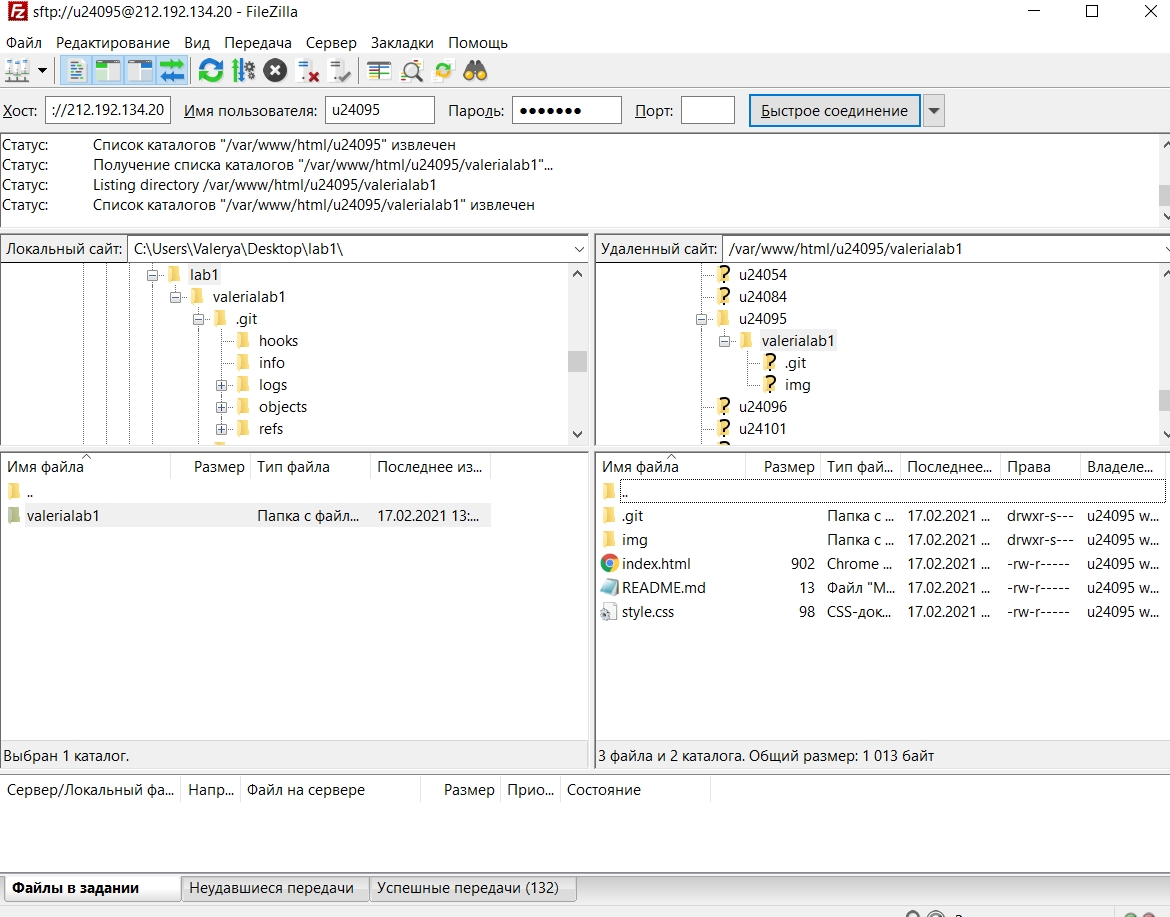 sftp://u24095@212.192.134.20 - FileZilla
Файл Редактирование Вид Передача Сервер Закладки Помощь
Хост: ://212.192.134.20 Имя пользователя: u24095 Пароль: ●●●●●●● Порт: Быстрое соединение
Статус: Список каталогов "/var/www/html/u24095" извлечен
Статус: Получение списка каталогов "/var/www/html/u24095/valerialab1"...
Статус: Listing directory /var/www/html/u24095/valerialab1
Статус: Список каталогов "/var/www/html/u24095/valerialab1" извлечен
Локальный сайт: C:\Users\Valerya\Desktop\lab1\
lab1
valerialab1
.git
hooks
info
logs
objects
refs
Удаленный сайт: /var/www/html/u24095/valerialab1
u24054
u24084
u24095
valerialab1
.git
img
u24096
u24101
Имя файла Размер Тип файла Последнее из...
..
valerialab1 Папка с файл... 17.02.2021 13:...
Выбран 1 каталог.
Имя файла Размер Тип фай... Последнее... Права Владеле...
..
.git Папка с ... 17.02.2021 ... drwxr-s--- u24095 w...
img Папка с ... 17.02.2021 ... drwxr-s--- u24095 w...
index.html 902 Chrome ... 17.02.2021 ... -rw-r----- u24095 w...
README.md 13 Файл "M... 17.02.2021 ... -rw-r----- u24095 w...
style.css 98 CSS-док... 17.02.2021 ... -rw-r----- u24095 w...
3 файла и 2 каталога. Общий размер: 1 013 байт
Сервер/Локальный фа... Напр... Файл на сервере Размер Прио... Состояние
Файлы в задании Неудавшиеся передачи Успешные передачи (132)